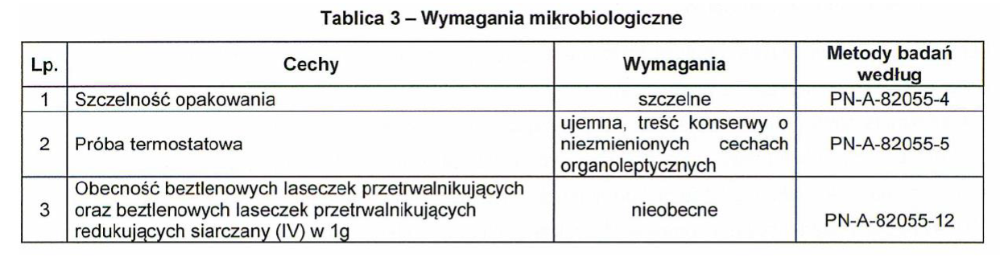 Tablica 3 – Wymagania mikrobiologiczne
Lp. Cechy Wymagania Metody badań
według
1 Szczelność opakowania szczelne PN-A-82055-4
2 Próba termostatowa ujemna, treść konserwy o
niezmienionych cechach
organoleptycznych PN-A-82055-5
3 Obecność beztlenowych laseczek przetrwalnikujących
oraz beztlenowych laseczek przetrwalnikujących
redukujących siarczany (IV) w 1g nieobecne PN-A-82055-12